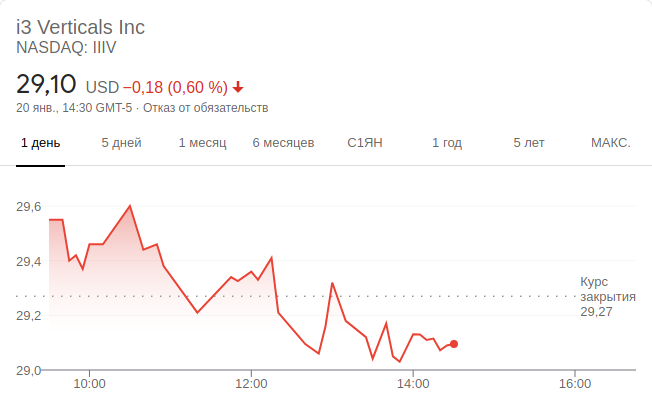 i3 Verticals Inc
NASDAQ: IIIV
29,10 USD −0,18 (0,60 %)
20 янв., 14:30 GMT-5 · Отказ от обязательств
1 день 5 дней 1 месяц 6 месяцев С1ЯН 1 год 5 лет МАКС.
29,6
29,4
Курс
закрытия
29,27
29,2
29,0
10:00 12:00 14:00 16:00